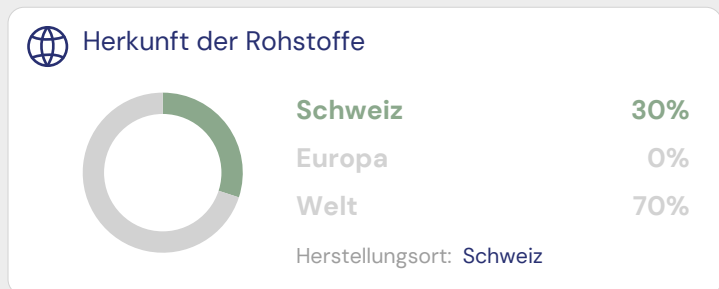 Herkunft der Rohstoffe
Schweiz 30%
Europa 0%
Welt 70%
Herstellungsort: Schweiz